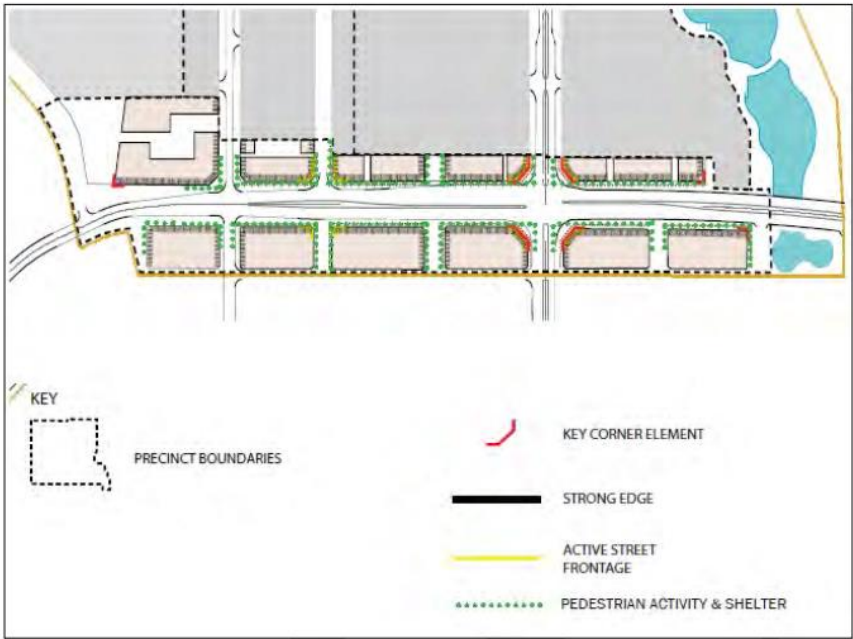 KEY
PRECINCT BOUNDARIES
KEY CORNER ELEMENT
STRONG EDGE
ACTIVE STREET
FRONTAGE
PEDESTRIAN ACTIVITY & SHELTER